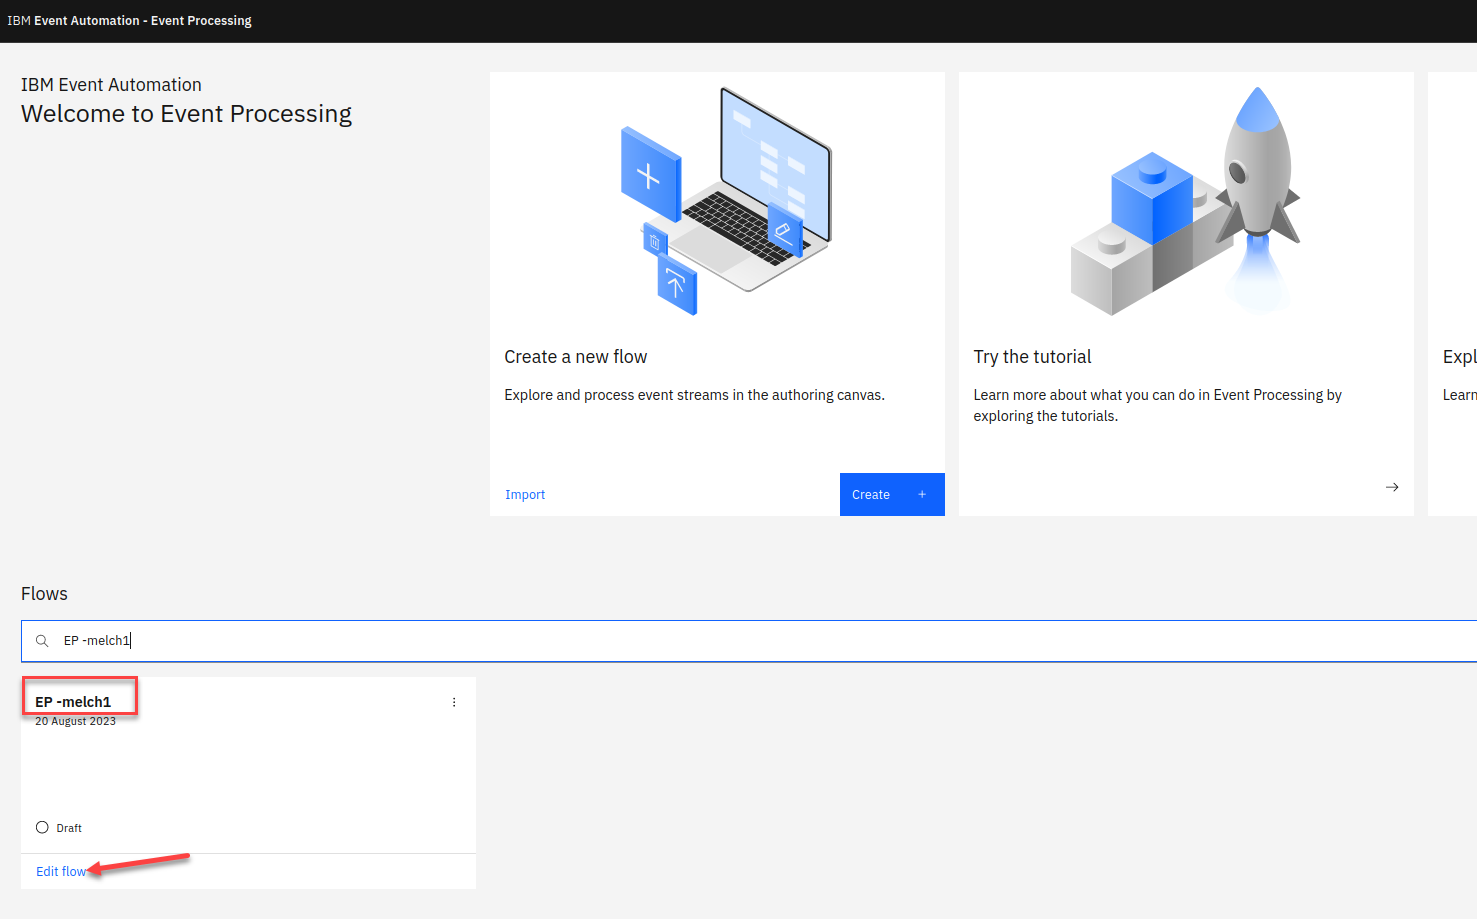 IBM Event Automation - Event Processing
IBM Event Automation
Welcome to Event Processing
Create a new flow
Explore and process event streams in the authoring canvas.
Import
Create +
Try the tutorial
Learn more about what you can do in Event Processing by
exploring the tutorials.
Expl
Learn
Flows
EP -melch1
EP -melch1
20 August 2023
Draft
Edit flow